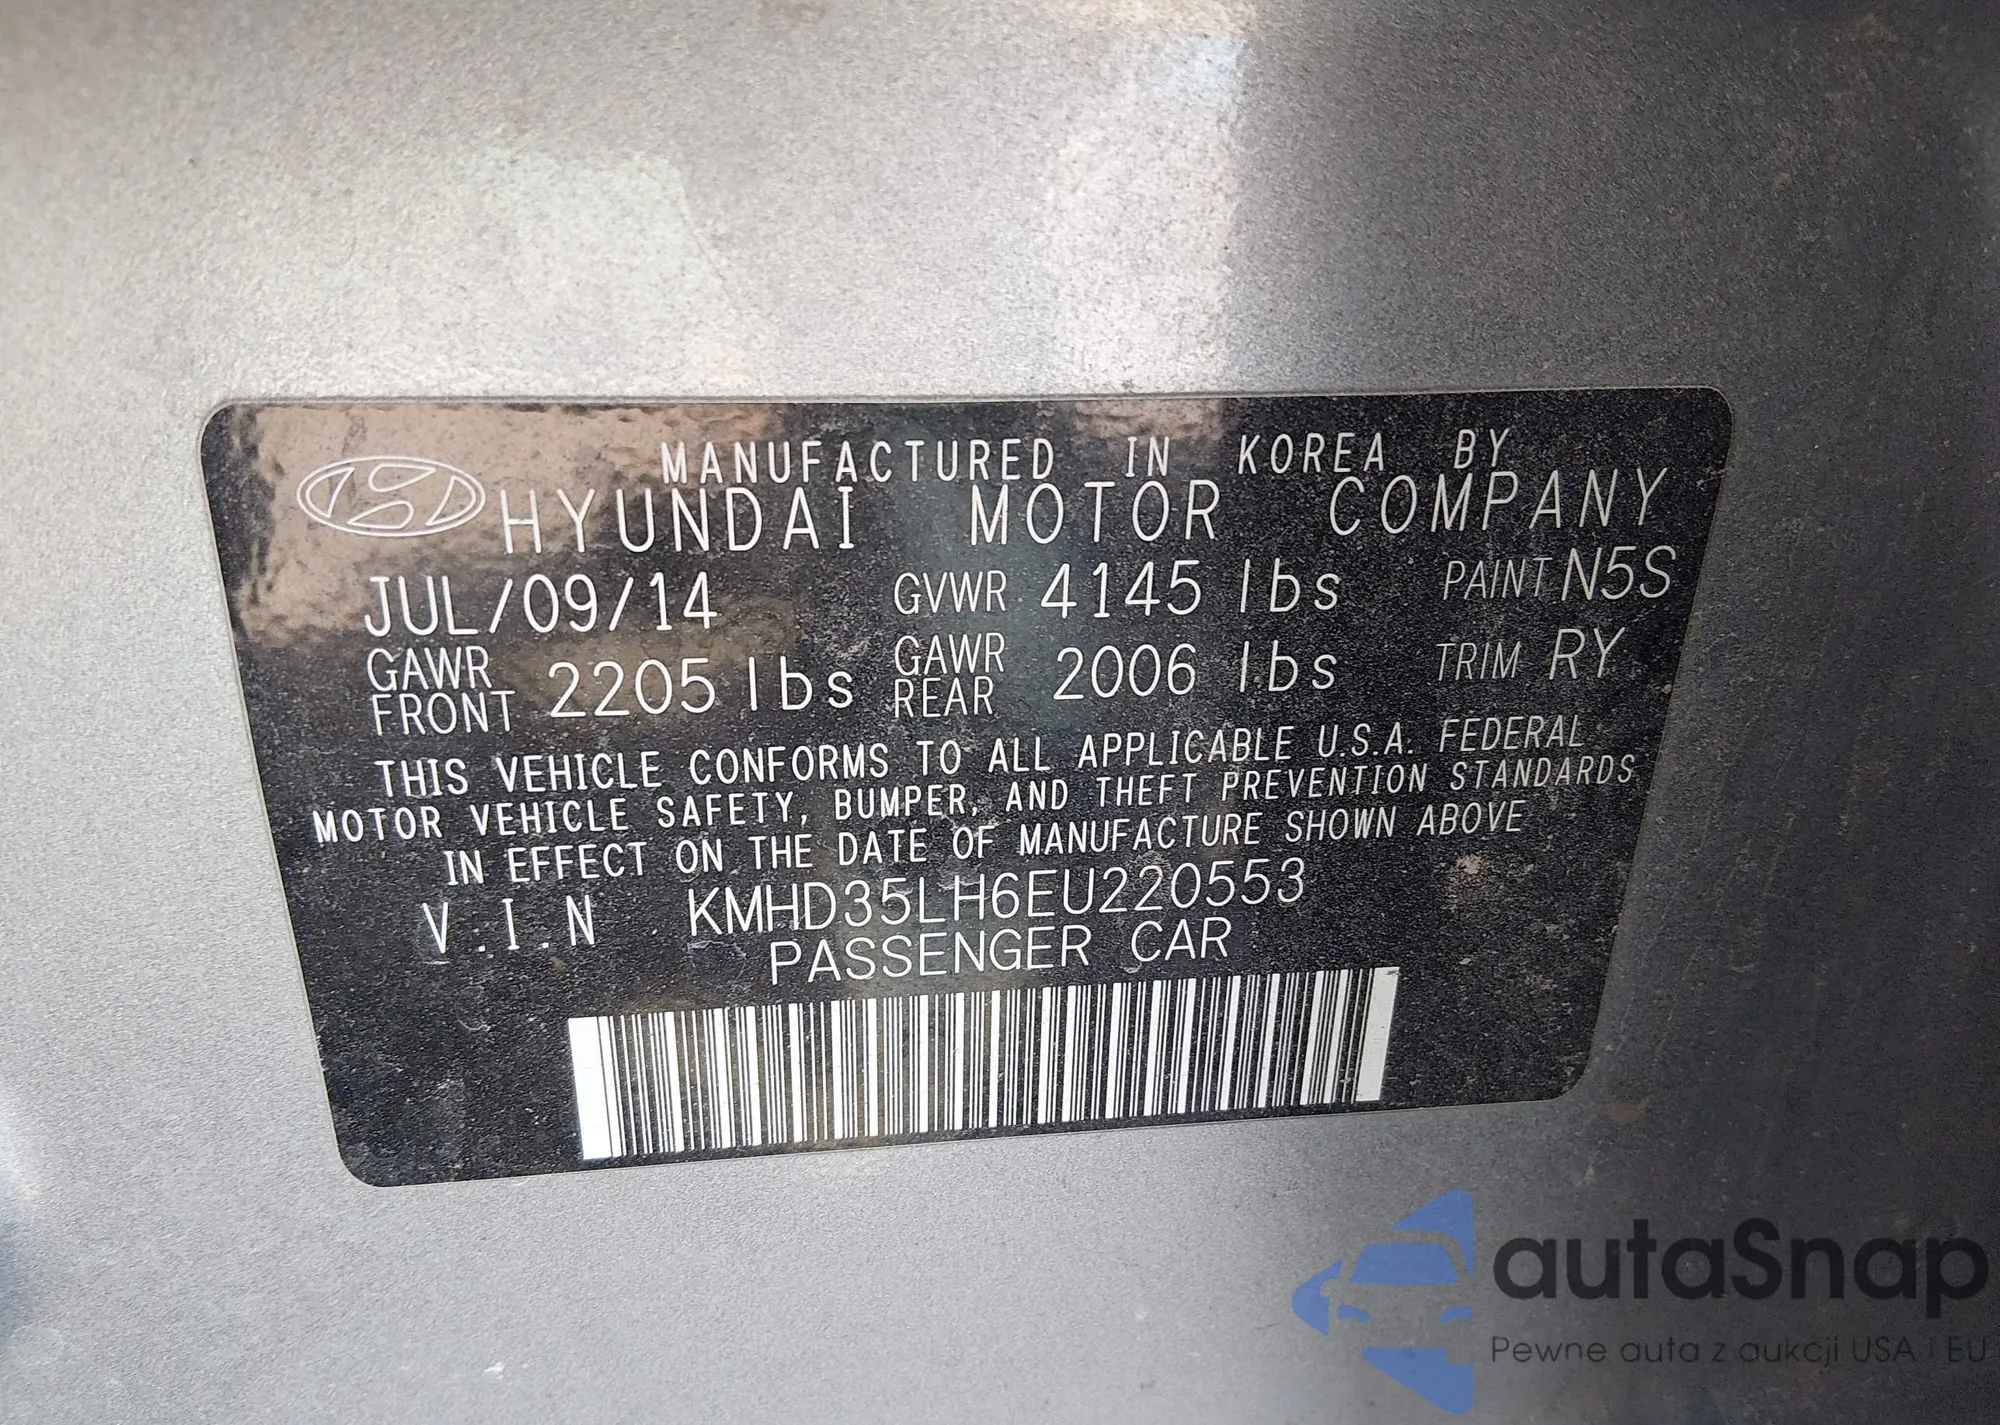 MANUFACTURED IN KOREA BY
HYUNDAI MOTOR COMPANY
JUL/09/14 GVWR 4145 lbs PAINT N5S
GAWR FRONT 2205 lbs GAWR REAR 2006 lbs TRIM RY
THIS VEHICLE CONFORMS TO ALL APPLICABLE U.S.A. FEDERAL
MOTOR VEHICLE SAFETY, BUMPER, AND THEFT PREVENTION STANDARDS
IN EFFECT ON THE DATE OF MANUFACTURE SHOWN ABOVE
V.I.N KMHD35LH6EU220553
PASSENGER CAR
autaSnap
Pewne auta z aukcji USA i EU